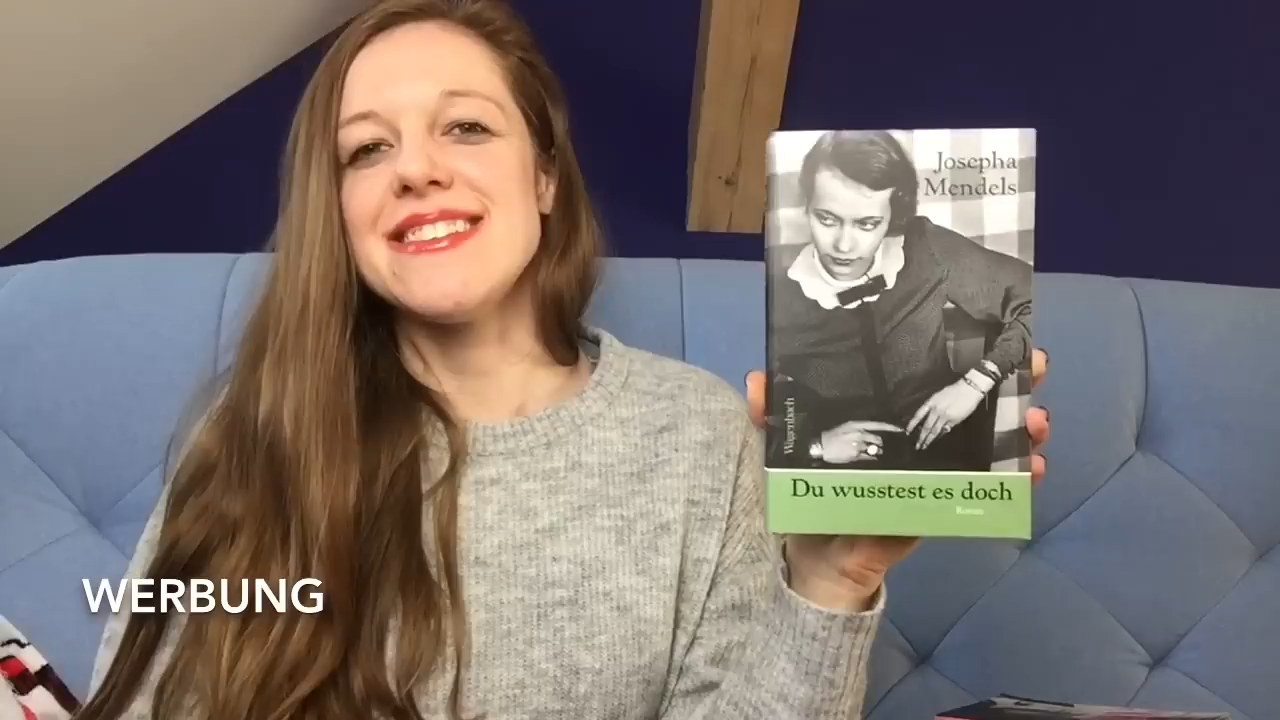 Josepha
Mendels
Wagenbach
Du wusstest es doch
Roman
WERBUNG